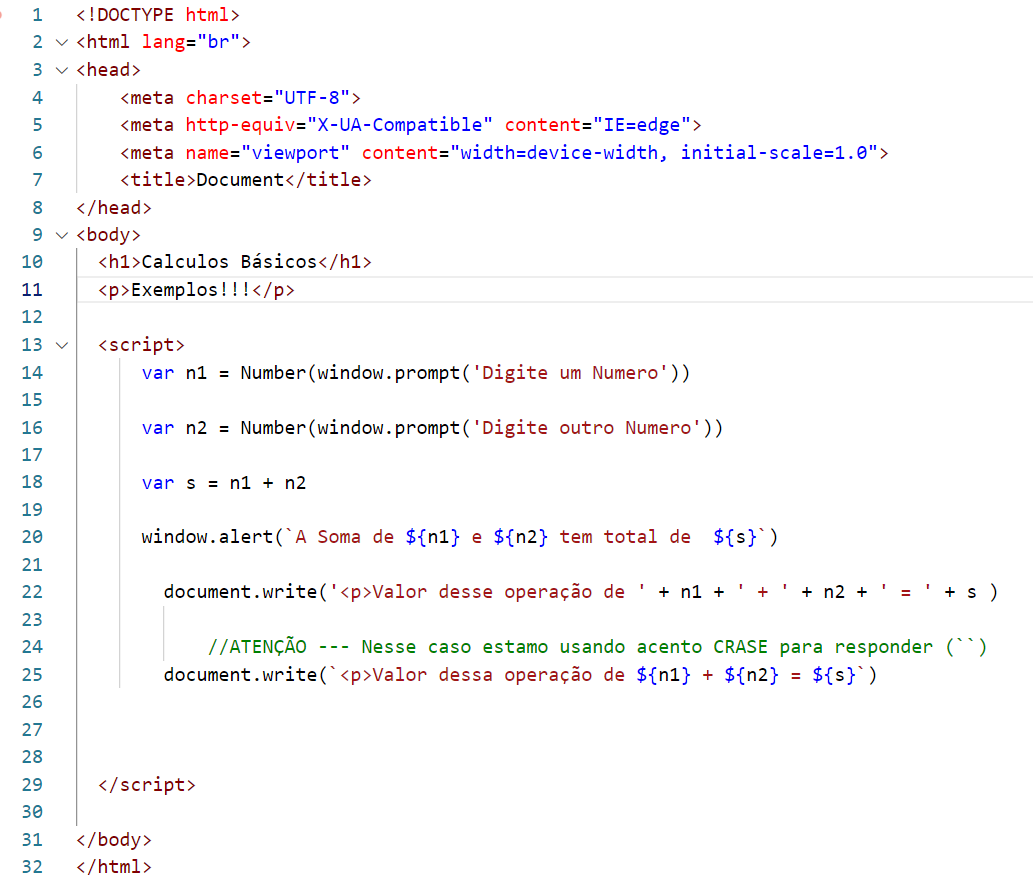 1 <!DOCTYPE html>
2 <html lang="br">
3 <head>
4 <meta charset="UTF-8">
5 <meta http-equiv="X-UA-Compatible" content="IE=edge">
6 <meta name="viewport" content="width=device-width, initial-scale=1.0">
7 <title>Document</title>
8 </head>
9 <body>
10 <h1>Calculos Básicos</h1>
11 <p>Exemplos!!!</p>
12
13 <script>
14 var n1 = Number(window.prompt('Digite um Numero'))
15
16 var n2 = Number(window.prompt('Digite outro Numero'))
17
18 var s = n1 + n2
19
20 window.alert(`A Soma de ${n1} e ${n2} tem total de  ${s}`)
21
22 document.write('<p>Valor desse operação de ' + n1 + ' + ' + n2 + ' = ' + s )
23
24 //ATENÇÃO --- Nesse caso estamo usando acento CRASE para responder (``)
25 document.write(`<p>Valor dessa operação de ${n1} + ${n2} = ${s}`)
26
27
28
29 </script>
30
31 </body>
32 </html>